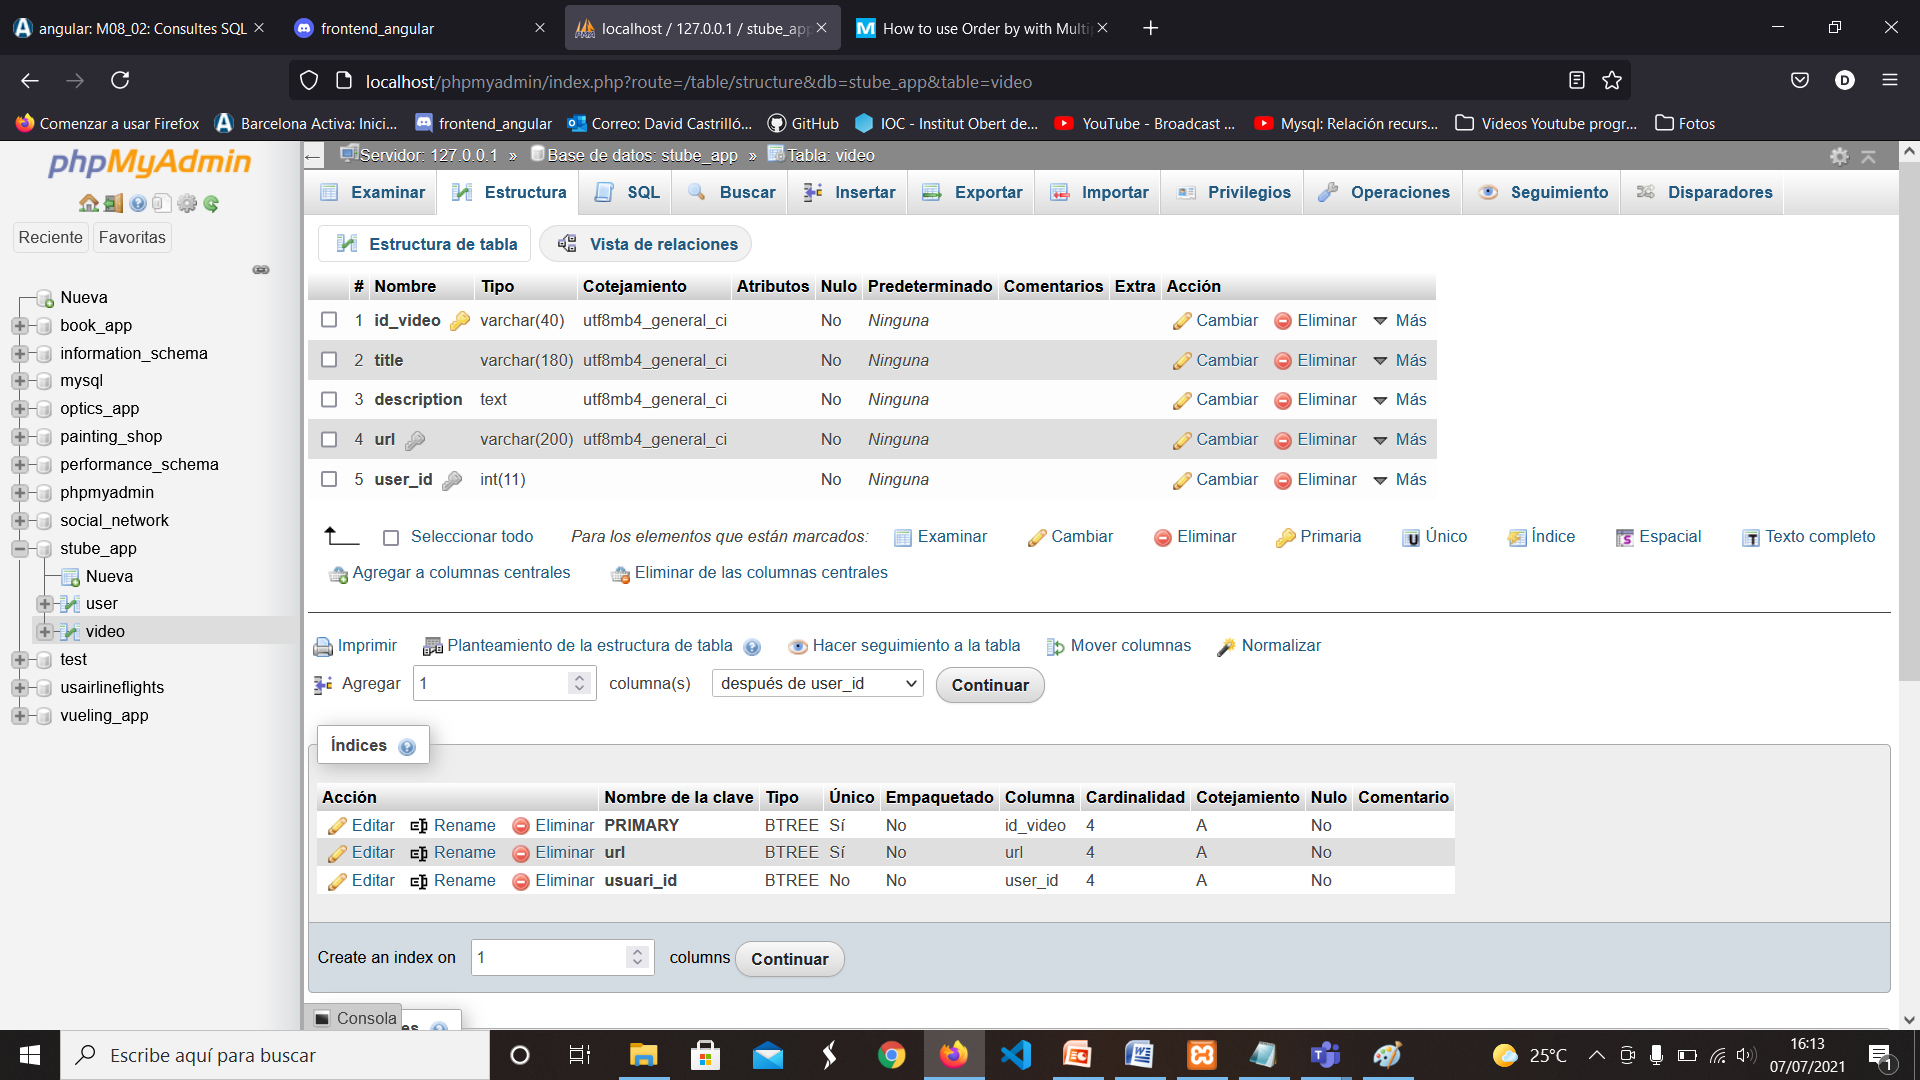 angular: M08_02: Consultes SQL
frontend_angular
localhost / 127.0.0.1 / stube_app
How to use Order by with Multip
localhost/phpmyadmin/index.php?route=/table/structure&db=stube_app&table=video
Comenzar a usar Firefox
Barcelona Activa: Inici...
frontend_angular
Correo: David Castrilló...
GitHub
IOC - Institut Obert de...
YouTube - Broadcast ...
Mysql: Relación recurs...
Videos Youtube progr...
Fotos
phpMyAdmin
Reciente
Favoritas
Nueva
book_app
information_schema
mysql
optics_app
painting_shop
performance_schema
phpmyadmin
social_network
stube_app
Nueva
user
video
test
usairlineflights
vueling_app
Servidor: 127.0.0.1 » Base de datos: stube_app » Tabla: video
Examinar Estructura SQL Buscar Insertar Exportar Importar Privilegios Operaciones Seguimiento Disparadores
Estructura de tabla Vista de relaciones
# Nombre Tipo Cotejamiento Atributos Nulo Predeterminado Comentarios Extra Acción
1 id_video varchar(40) utf8mb4_general_ci No Ninguna Cambiar Eliminar Más
2 title varchar(180) utf8mb4_general_ci No Ninguna Cambiar Eliminar Más
3 description text utf8mb4_general_ci No Ninguna Cambiar Eliminar Más
4 url varchar(200) utf8mb4_general_ci No Ninguna Cambiar Eliminar Más
5 user_id int(11) No Ninguna Cambiar Eliminar Más
Seleccionar todo Para los elementos que están marcados: Examinar Cambiar Eliminar Primaria Único Índice Espacial Texto completo
Agregar a columnas centrales Eliminar de las columnas centrales
Imprimir Planteamiento de la estructura de tabla Hacer seguimiento a la tabla Mover columnas Normalizar
Agregar 1 columna(s) después de user_id Continuar
Índices
Acción Nombre de la clave Tipo Único Empaquetado Columna Cardinalidad Cotejamiento Nulo Comentario
Editar Rename Eliminar PRIMARY BTREE Sí No id_video 4 A No
Editar Rename Eliminar url BTREE Sí No url 4 A No
Editar Rename Eliminar usuari_id BTREE No No user_id 4 A No
Create an index on 1 columns Continuar
Consola
Escribe aquí para buscar
25°C
16:13
07/07/2021
1